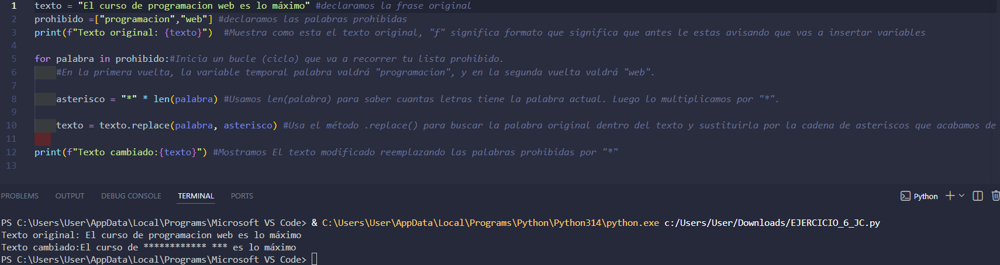 1 texto = "El curso de programacion web es lo máximo" #declaramos la frase original
2 prohibido =["programacion","web"] #declaramos las palabras prohibidas
3 print(f"Texto original: {texto}")  #Muestra como esta el texto original, "f" significa formato que significa que antes le estas avisando que vas a insertar variables
4
5 for palabra in prohibido:#Inicia un bucle (ciclo) que va a recorrer tu lista prohibido.
6     #En la primera vuelta, la variable temporal palabra valdrá "programacion", y en la segunda vuelta valdrá "web".
7
8     asterisco = "*" * len(palabra) #Usamos len(palabra) para saber cuantas letras tiene la palabra actual. Luego lo multiplicamos por "*".
9
10     texto = texto.replace(palabra, asterisco) #Usa el método .replace() para buscar la palabra original dentro del texto y sustituirla por la cadena de asteriscos que acabamos de
11
12 print(f"Texto cambiado:{texto}") #Mostramos El texto modificado reemplazando las palabras prohibidas por "*"
13
PROBLEMS OUTPUT DEBUG CONSOLE TERMINAL PORTS Python
PS C:\Users\User\AppData\Local\Programs\Microsoft VS Code> & C:\Users\User\AppData\Local\Programs\Python\Python314\python.exe c:/Users/User/Downloads/EJERCICIO_6_JC.py
Texto original: El curso de programacion web es lo máximo
Texto cambiado:El curso de ************ *** es lo máximo
PS C:\Users\User\AppData\Local\Programs\Microsoft VS Code>